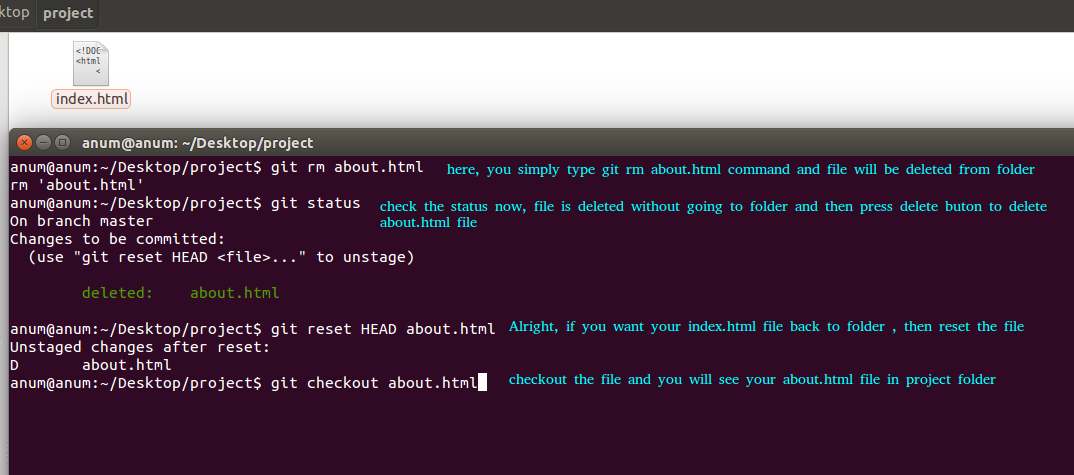 ktop project
<!DOE
<html
<
index.html
anum@anum: ~/Desktop/project
anum@anum:~/Desktop/project$ git rm about.html here, you simply type git rm about.html command and file will be deleted from folder
rm 'about.html'
anum@anum:~/Desktop/project$ git status check the status now, file is deleted without going to folder and then press delete buton to delete
about.html file
On branch master
Changes to be committed:
(use "git reset HEAD <file>..." to unstage)
deleted: about.html
anum@anum:~/Desktop/project$ git reset HEAD about.html Alright, if you want your index.html file back to folder , then reset the file
Unstaged changes after reset:
D about.html
anum@anum:~/Desktop/project$ git checkout about.html checkout the file and you will see your about.html file in project folder